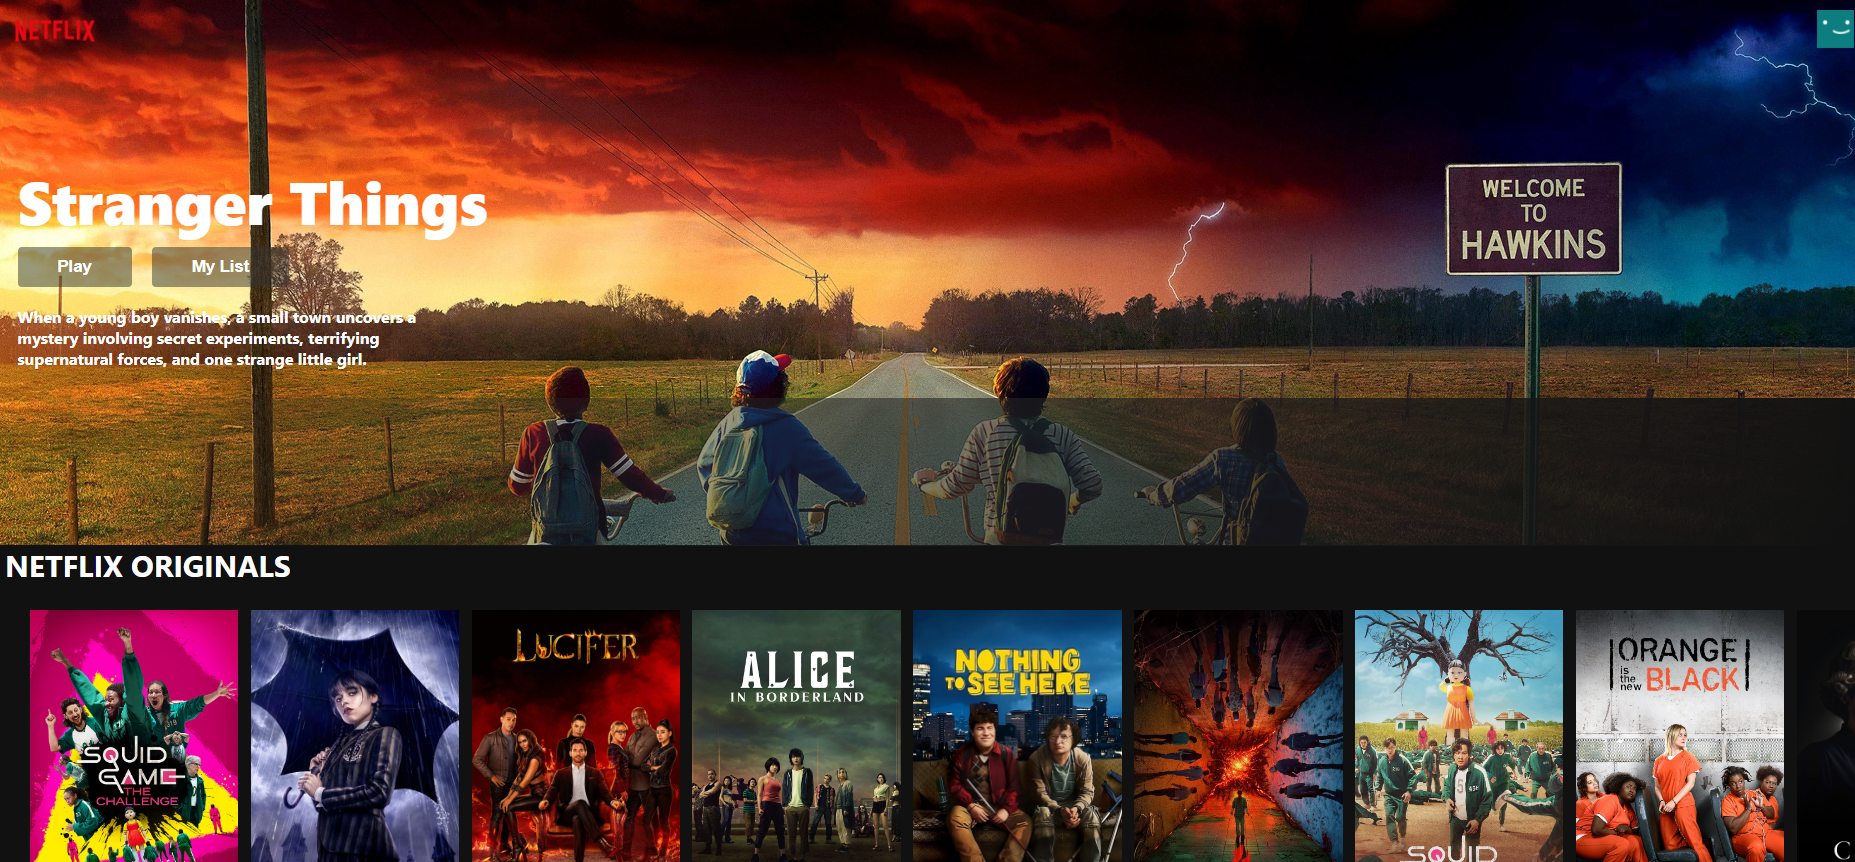 NETFLIX
WELCOME
TO
HAWKINS
Stranger Things
Play
My List
When a young boy vanishes, a small town uncovers a
mystery involving secret experiments, terrifying
supernatural forces, and one strange little girl.
NETFLIX ORIGINALS
SQUID
GAME
THE
CHALLENGE
LUCIFER
ALICE
IN BORDERLAND
NOTHING
TO SEE HERE
SQUID
ORANGE
is
the
new
BLACK
C